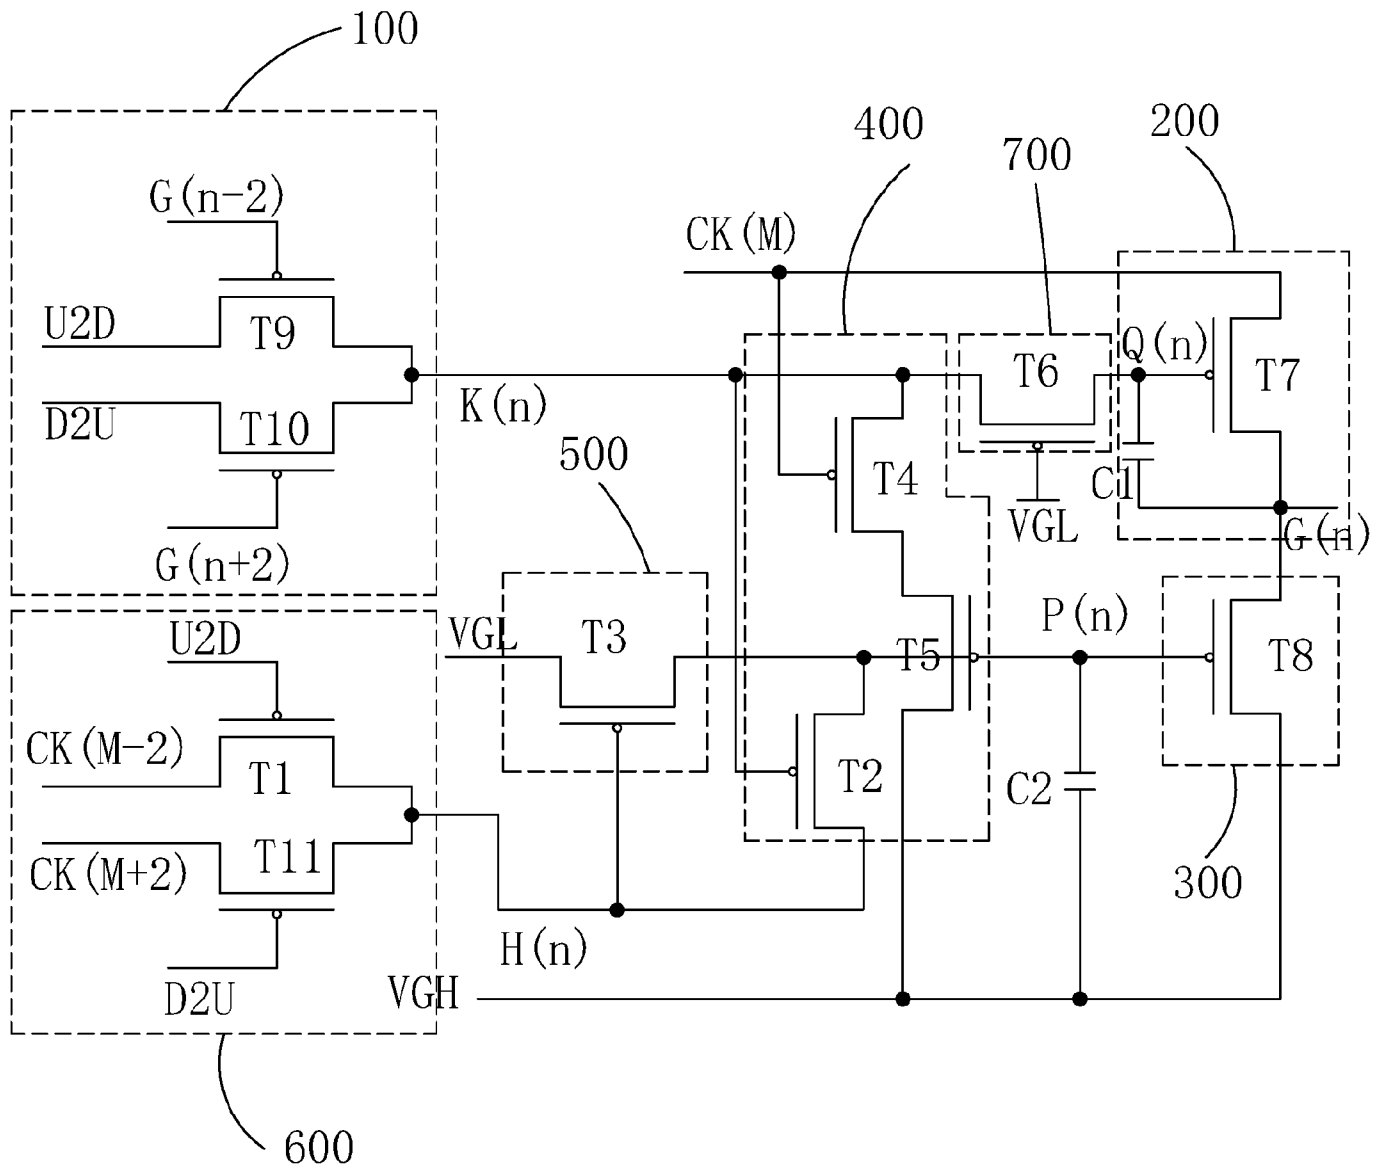 100
400
700
200
G(n-2)
CK(M)
U2D
T9
T6
Q(n)
T7
K(n)
D2U
T10
500
T4
C1
VGL
G(n)
G(n+2)
P(n)
U2D
VGL
T3
T5
T8
CK(M-2)
T1
T2
C2
CK(M+2)
T11
300
H(n)
D2U
VGH
600